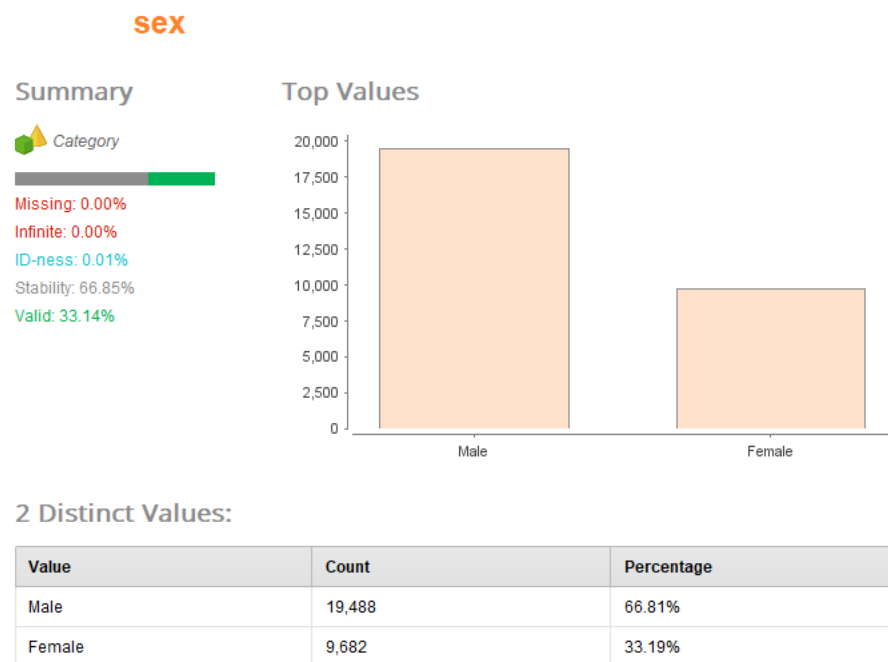 sex
Summary
Category
Missing: 0.00%
Infinite: 0.00%
ID-ness: 0.01%
Stability: 66.85%
Valid: 33.14%
Top Values
20,000
17,500
15,000
12,500
10,000
7,500
5,000
2,500
0
Male Female
2 Distinct Values:
Value Count Percentage
Male 19,488 66.81%
Female 9,682 33.19%